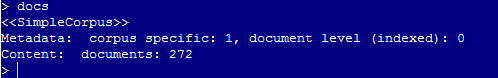 > docs
<<SimpleCorpus>>
Metadata:  corpus specific: 1, document level (indexed): 0
Content:  documents: 272
>